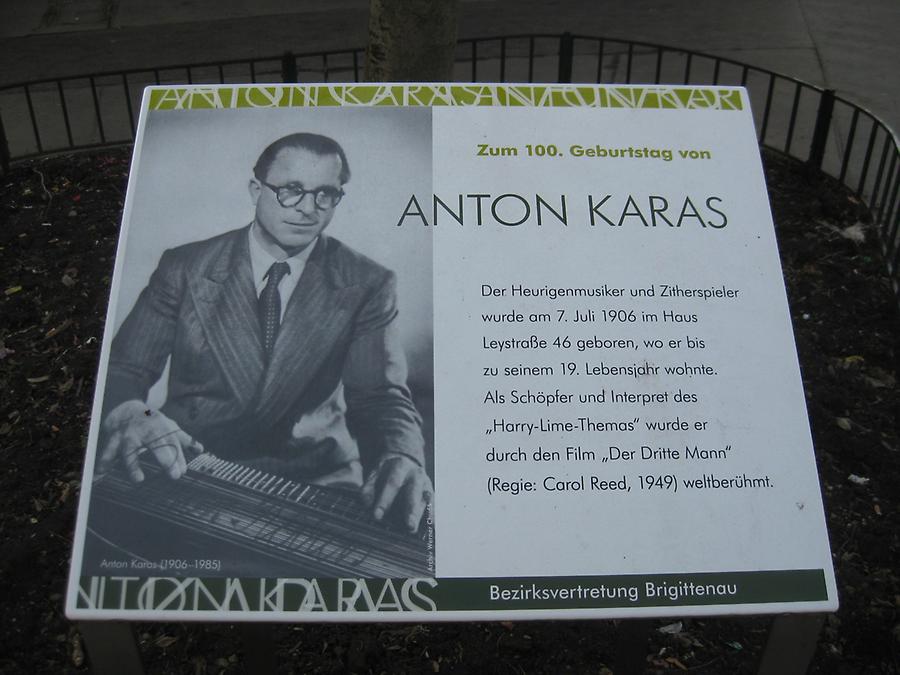 Zum 100. Geburtstag von
ANTON KARAS
Der Heurigenmusiker und Zitherspieler
wurde am 7. Juli 1906 im Haus
Leystraße 46 geboren, wo er bis
zu seinem 19. Lebensjahr wohnte.
Als Schöpfer und Interpret des
„Harry-Lime-Themas“ wurde er
durch den Film „Der Dritte Mann“
(Regie: Carol Reed, 1949) weltberühmt.
Archiv Werner
Anton Karas (1906–1985)
Bezirksvertretung Brigittenau